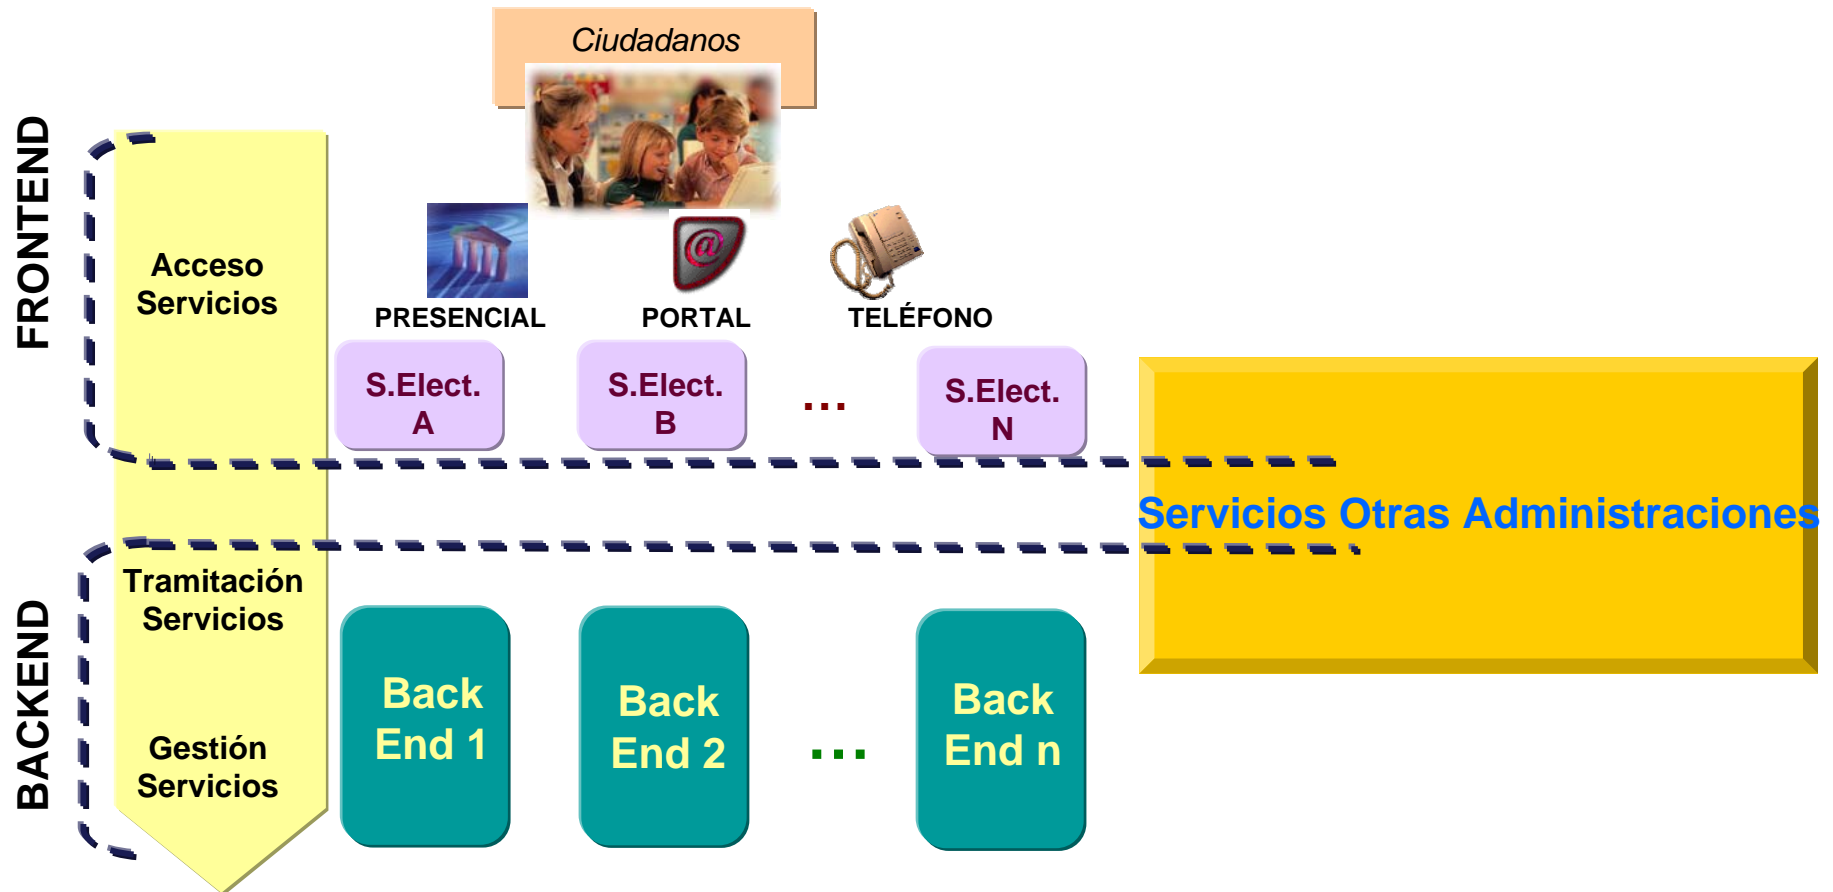 Ciudadanos
FRONTEND
Acceso
Servicios
PRESENCIAL
PORTAL
TELÉFONO
S.Elect.
A
S.Elect.
B
...
S.Elect.
N
Servicios Otras Administraciones
BACKEND
Tramitación
Servicios
Gestión
Servicios
Back
End 1
Back
End 2
...
Back
End n